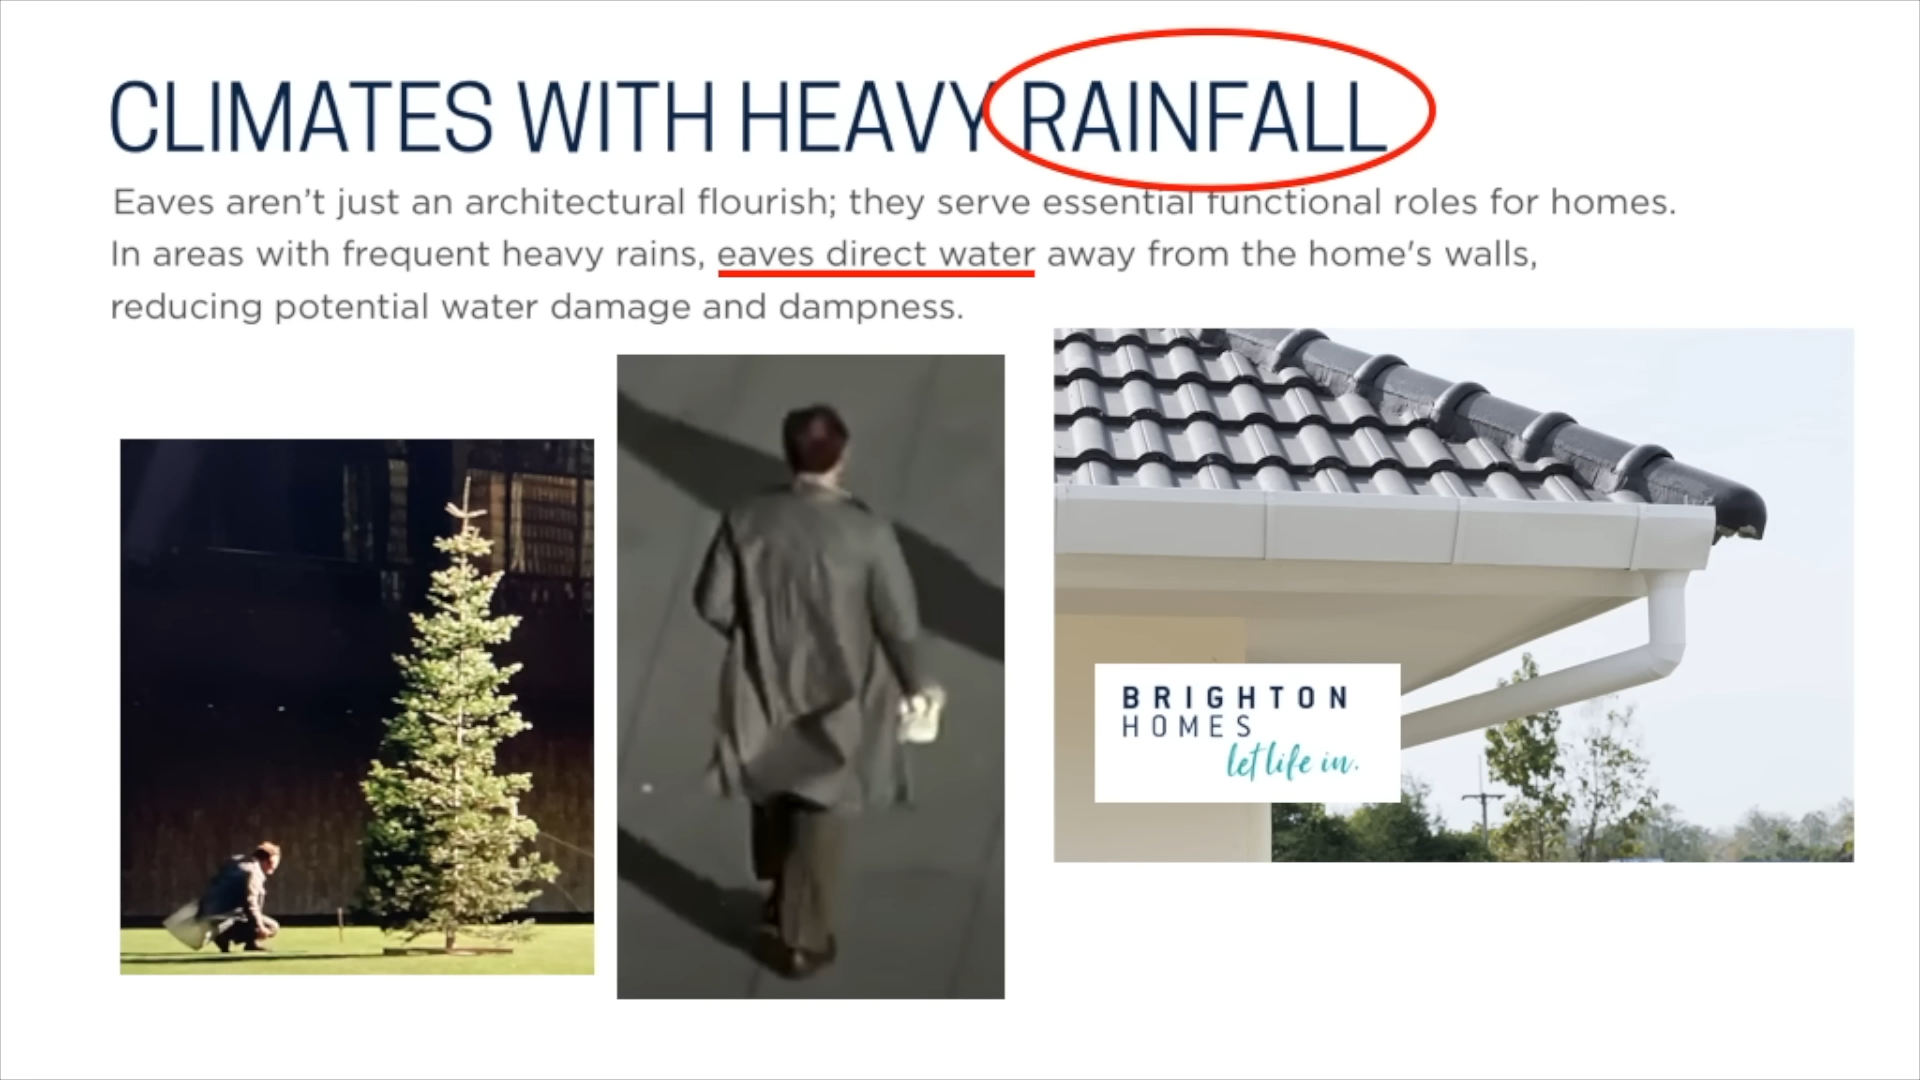 CLIMATES WITH HEAVY RAINFALL
Eaves aren't just an architectural flourish; they serve essential functional roles for homes.
In areas with frequent heavy rains, eaves direct water away from the home's walls,
reducing potential water damage and dampness.
BRIGHTON
HOMES
let life in.